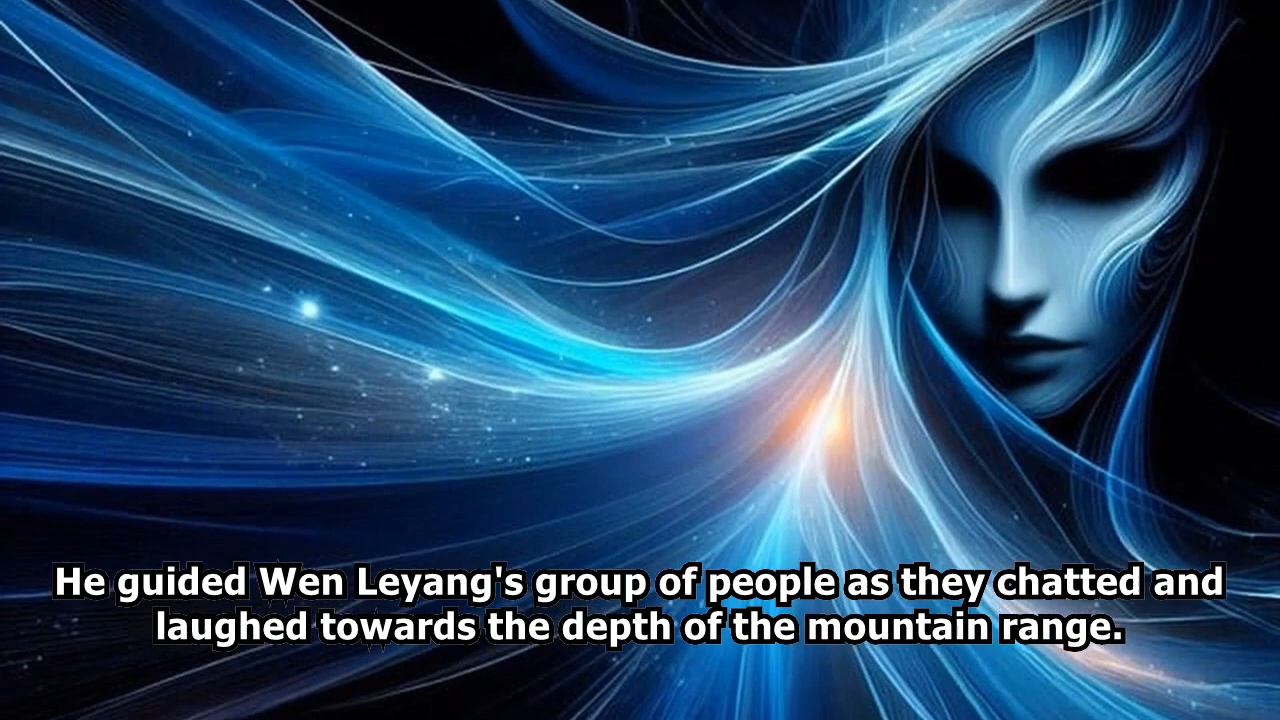 He guided Wen Leyang's group of people as they chatted and
laughed towards the depth of the mountain range.